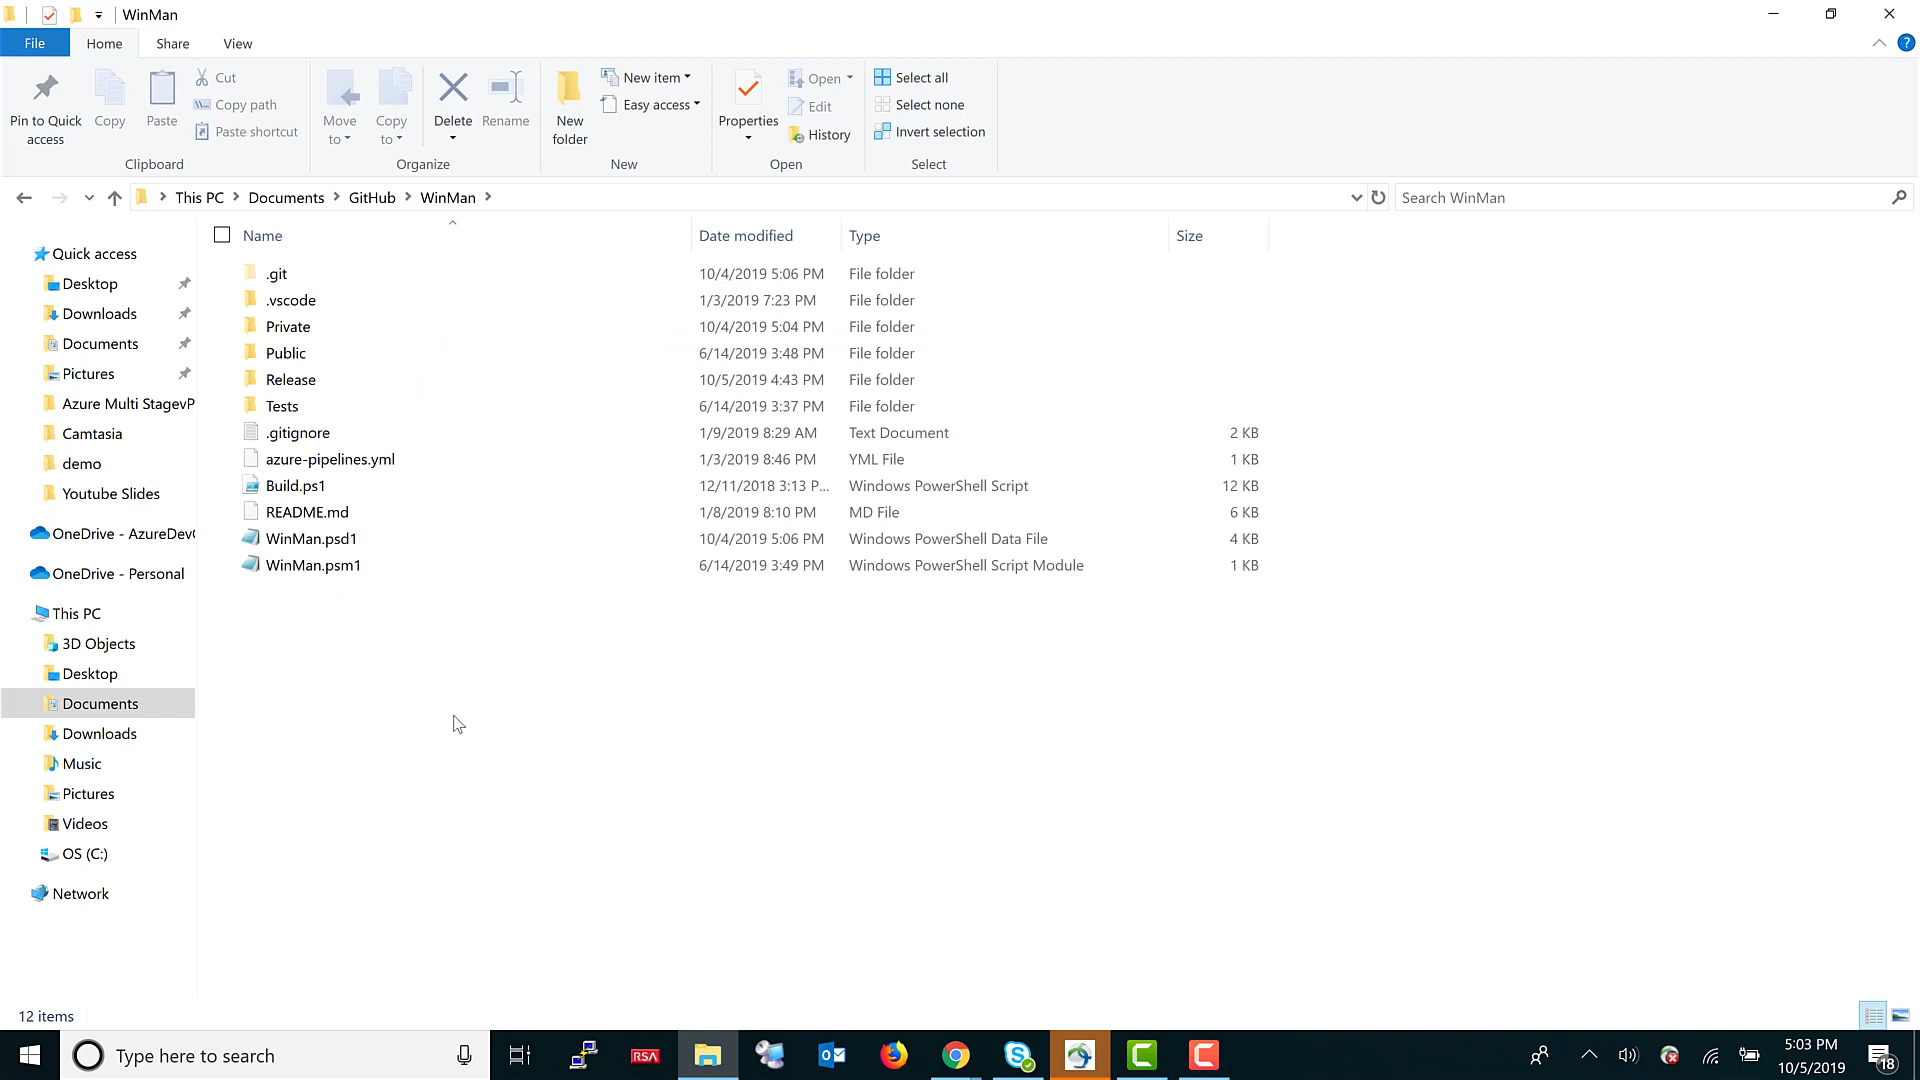 WinMan
File Home Share View
Pin to Quick access
Copy
Paste
Cut
Copy path
Paste shortcut
Clipboard
Move to
Copy to
Delete
Rename
Organize
New folder
New item
Easy access
New
Properties
Open
Edit
History
Open
Select all
Select none
Invert selection
Select
This PC Documents GitHub WinMan
Search WinMan
Quick access
Desktop
Downloads
Documents
Pictures
Azure Multi StagevP
Camtasia
demo
Youtube Slides
OneDrive - AzureDevO
OneDrive - Personal
This PC
3D Objects
Desktop
Documents
Downloads
Music
Pictures
Videos
OS (C:)
Network
Name Date modified Type Size
.git 10/4/2019 5:06 PM File folder
.vscode 1/3/2019 7:23 PM File folder
Private 10/4/2019 5:04 PM File folder
Public 6/14/2019 3:48 PM File folder
Release 10/5/2019 4:43 PM File folder
Tests 6/14/2019 3:37 PM File folder
.gitignore 1/9/2019 8:29 AM Text Document 2 KB
azure-pipelines.yml 1/3/2019 8:46 PM YML File 1 KB
Build.ps1 12/11/2018 3:13 P... Windows PowerShell Script 12 KB
README.md 1/8/2019 8:10 PM MD File 6 KB
WinMan.psd1 10/4/2019 5:06 PM Windows PowerShell Data File 4 KB
WinMan.psm1 6/14/2019 3:49 PM Windows PowerShell Script Module 1 KB
12 items
Type here to search
RSA
5:03 PM
10/5/2019
18